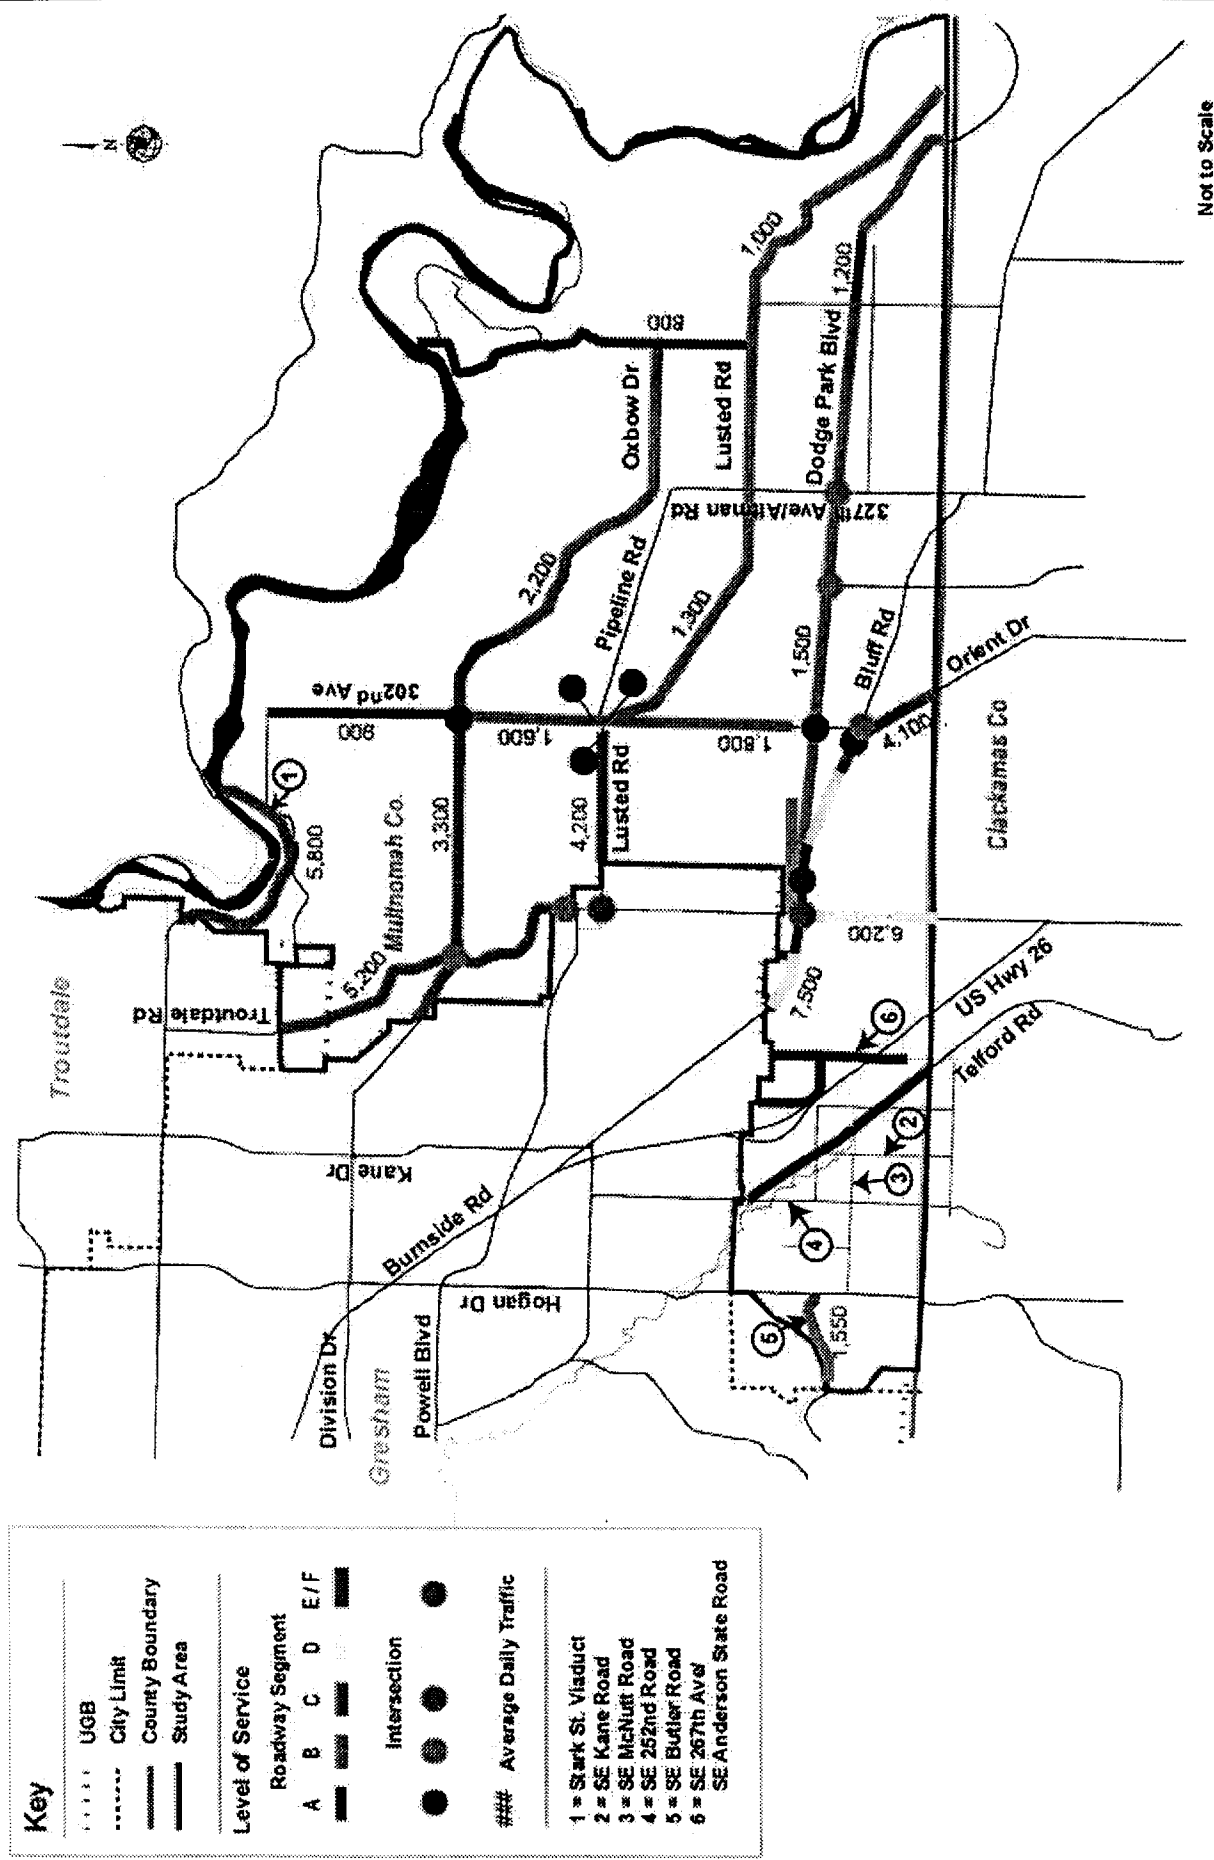 N
Not to Scale
Troutdale
Troutdale Rd
1
5,800
900
302nd Ave
Multnomah Co.
5,200
3,300
2,200
1,600
4,200
Lusted Rd
Pipeline Rd
1,300
Oxbow Dr
800
Lusted Rd
1,000
1,200
Dodge Park Blvd
327th Ave/Altman Rd
1,800
1,500
Bluff Rd
Orient Dr
4,100
Clackamas Co
6,200
7,500
6
US Hwy 26
Telford Rd
2
3
4
5
1,550
Kane Dr
Burnside Rd
Hogan Dr
Division Dr
Gresham
Powell Blvd
Key
UGB
City Limit
County Boundary
Study Area
Level of Service
Roadway Segment
A B C D E/F
Intersection
### Average Daily Traffic
1 = Stark St. Viaduct
2 = SE Kane Road
3 = SE McNutt Road
4 = SE 252nd Road
5 = SE Butler Road
6 = SE 267th Ave/
SE Anderson State Road